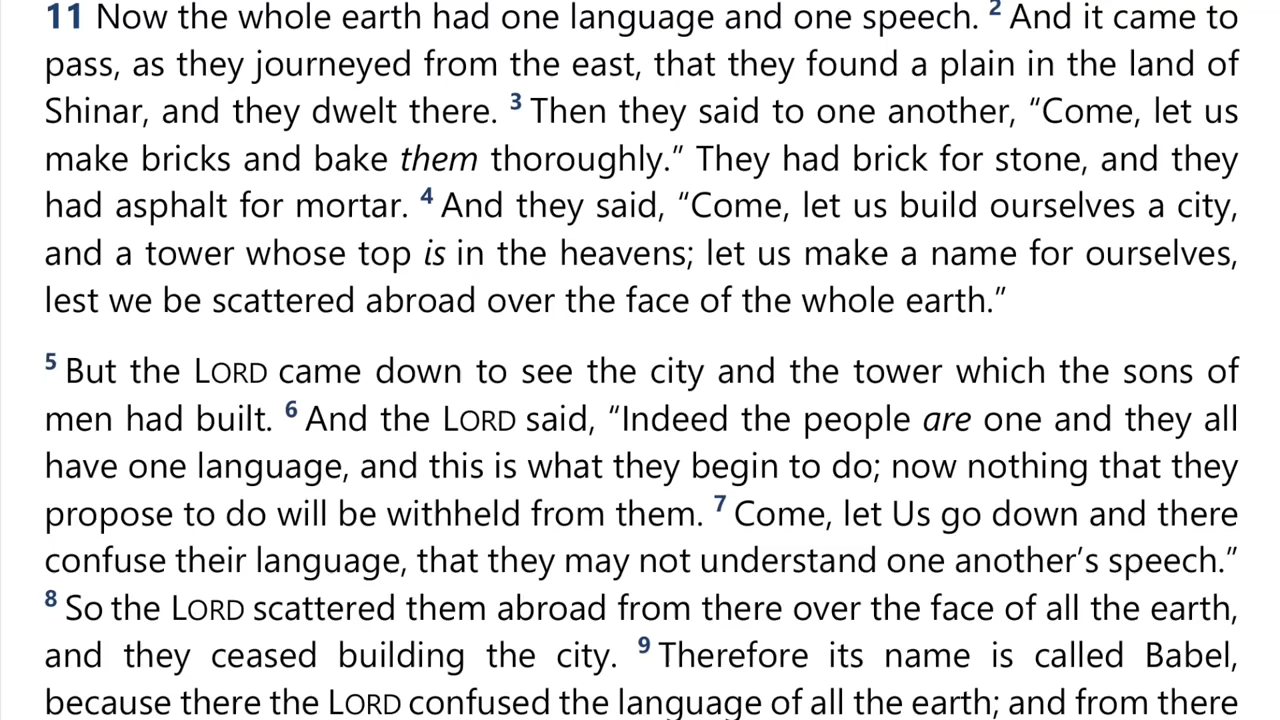 11 Now the whole earth had one language and one speech. 2 And it came to
pass, as they journeyed from the east, that they found a plain in the land of
Shinar, and they dwelt there. 3 Then they said to one another, “Come, let us
make bricks and bake them thoroughly.” They had brick for stone, and they
had asphalt for mortar. 4 And they said, “Come, let us build ourselves a city,
and a tower whose top is in the heavens; let us make a name for ourselves,
lest we be scattered abroad over the face of the whole earth.”
5 But the LORD came down to see the city and the tower which the sons of
men had built. 6 And the LORD said, “Indeed the people are one and they all
have one language, and this is what they begin to do; now nothing that they
propose to do will be withheld from them. 7 Come, let Us go down and there
confuse their language, that they may not understand one another’s speech.”
8 So the LORD scattered them abroad from there over the face of all the earth,
and they ceased building the city. 9 Therefore its name is called Babel,
because there the LORD confused the language of all the earth; and from there